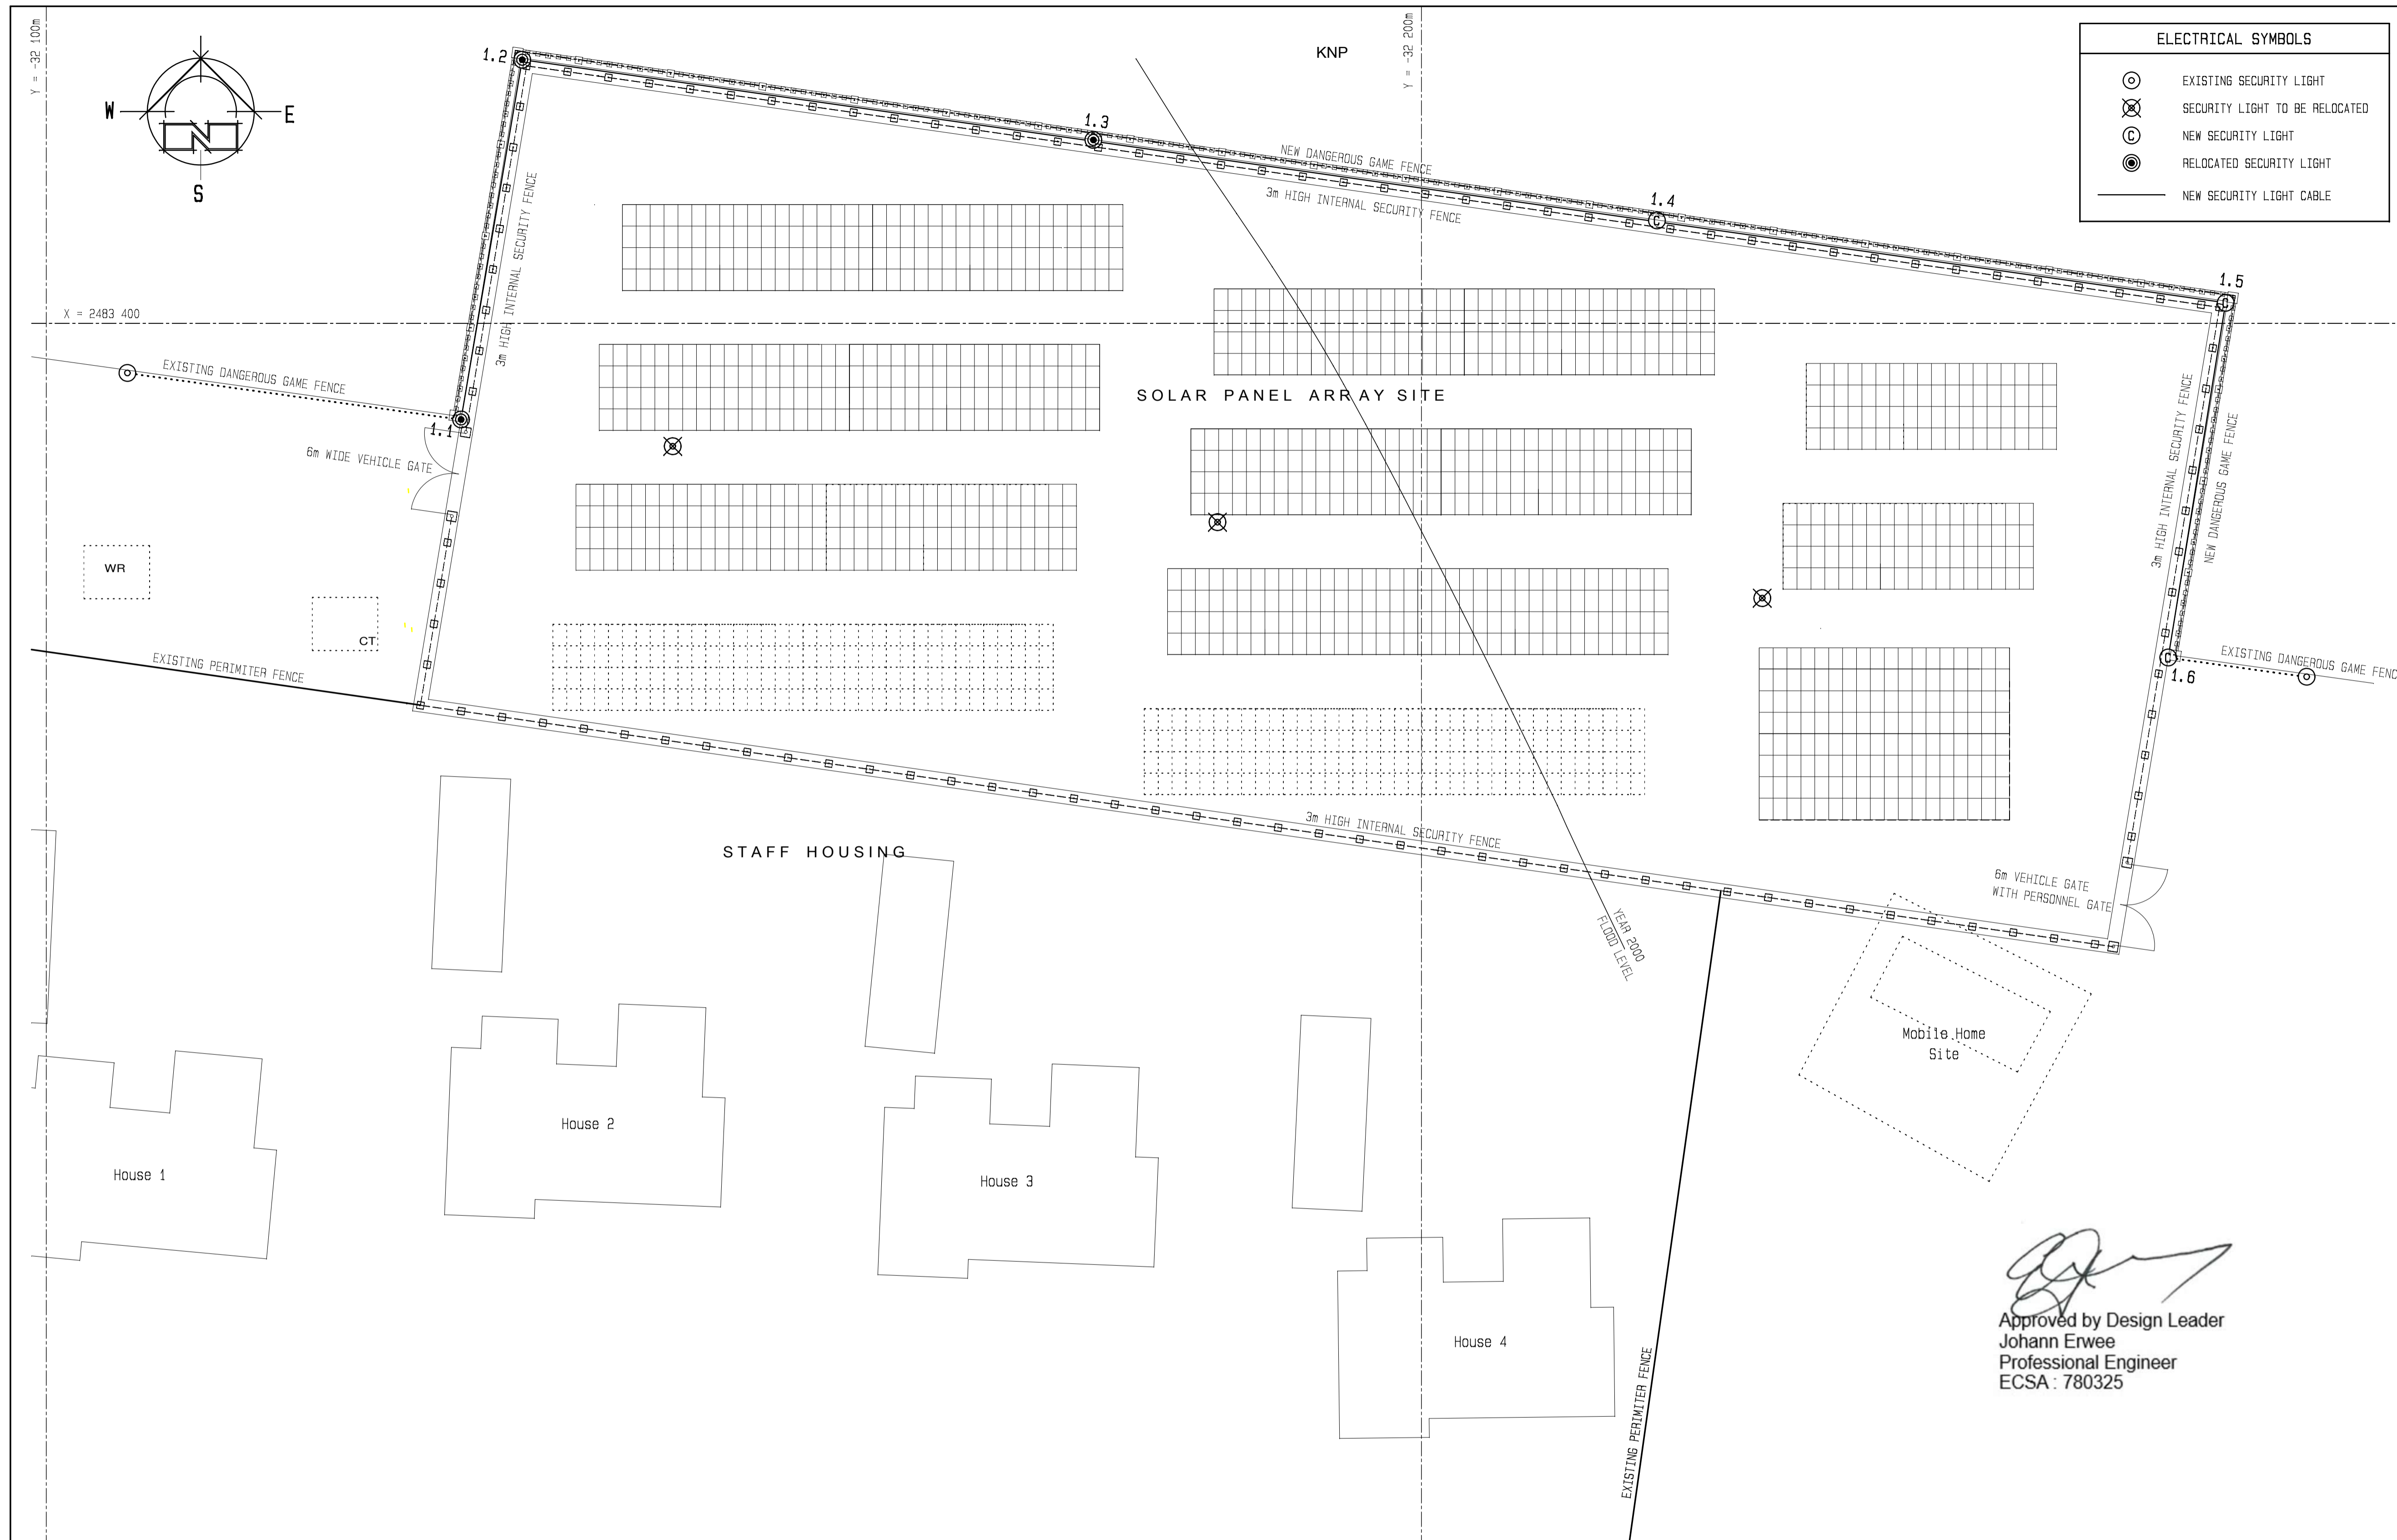 Y = -32 100m
W
E
N
S
KNP
Y = -32 200m
ELECTRICAL SYMBOLS
EXISTING SECURITY LIGHT
SECURITY LIGHT TO BE RELOCATED
C
NEW SECURITY LIGHT
RELOCATED SECURITY LIGHT
NEW SECURITY LIGHT CABLE
1.2
1.3
NEW DANGEROUS GAME FENCE
3m HIGH INTERNAL SECURITY FENCE
1.4
C
1.5
C
3m HIGH INTERNAL SECURITY FENCE
X = 2483 400
EXISTING DANGEROUS GAME FENCE
SOLAR PANEL ARRAY SITE
1.1
6m WIDE VEHICLE GATE
3m HIGH INTERNAL SECURITY FENCE
NEW DANGEROUS GAME FENCE
WR
CT
EXISTING PERIMITER FENCE
C
1.6
EXISTING DANGEROUS GAME FENC
3m HIGH INTERNAL SECURITY FENCE
STAFF HOUSING
6m VEHICLE GATE
WITH PERSONNEL GATE
YEAR 2000
FLOOD LEVEL
Mobile Home
Site
House 1
House 2
House 3
House 4
EXISTING PERIMITER FENCE
Approved by Design Leader
Johann Erwee
Professional Engineer
ECSA : 780325